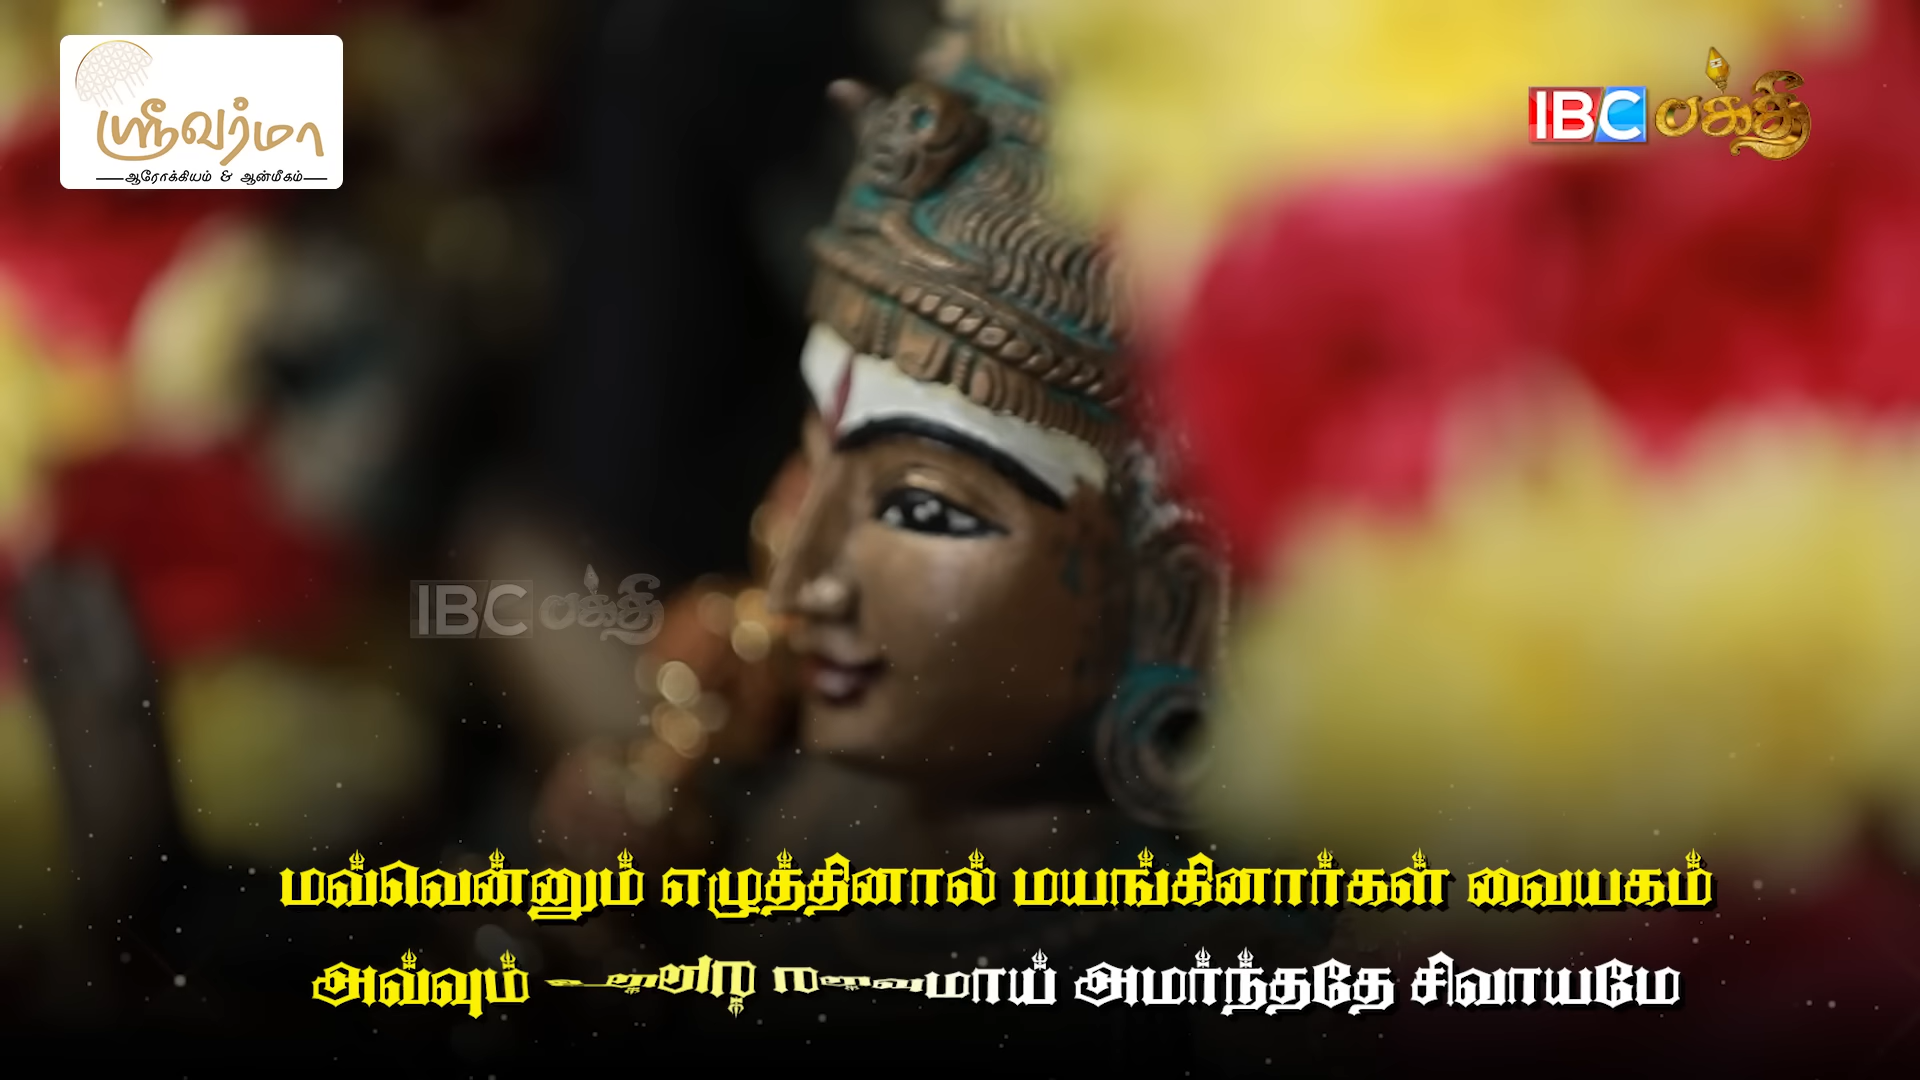 ஸ்ரீவர்மா
ஆரோக்கியம் & ஆன்மீகம்
IBC பக்தி
IBC பக்தி
மவ்வென்னும் எழுத்தினால் மயங்கினார்கள் வையகம்
அவ்வும் மாய் அமர்ந்ததே சிவாயமே